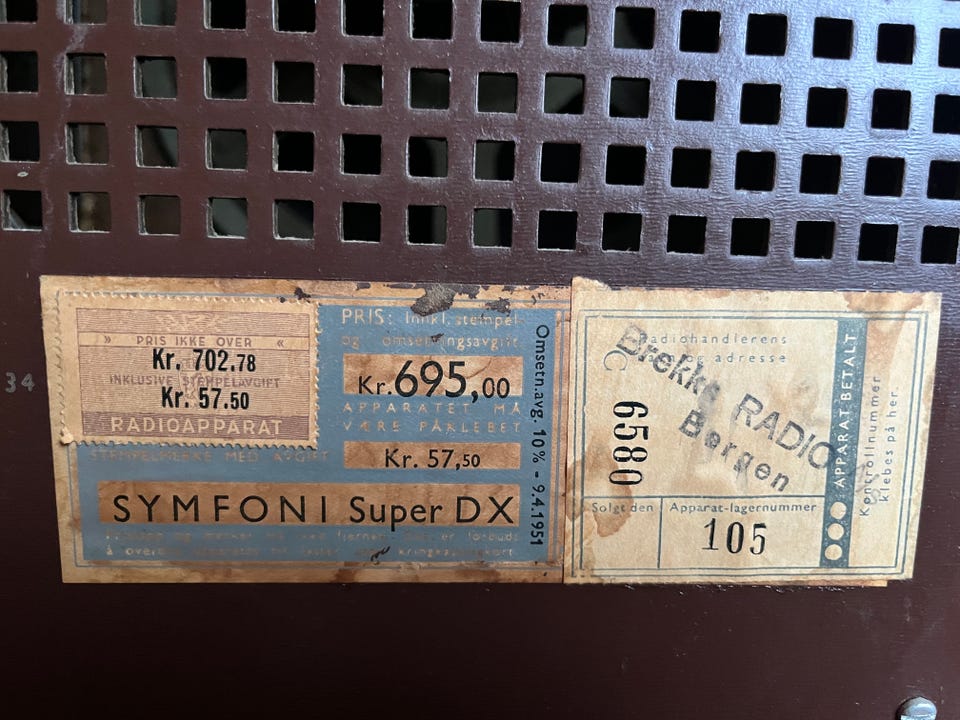 34
» PRIS IKKE OVER «
Kr. 702.78
INKLUSIVE STEMPELAVGIFT
Kr. 57.50
RADIOAPPARAT
STEMPELMERKE MED AVGIFT
PRIS: Inkl. stempel-
og omsetningsavgift
Kr. 695,00
APPARATET MÅ
VÆRE PÅKLEBET
Kr. 57,50
SYMFONI Super DX
forbudt
å
Omsetn.avg. 10% - 9.4.1951
Radiohandlerens
og adresse
Brekke RADIO
Bergen
C
6580
Solgt den
Apparat-lagernummer
105
APPARAT BETALT
Kontrollnummer
klebes på her.